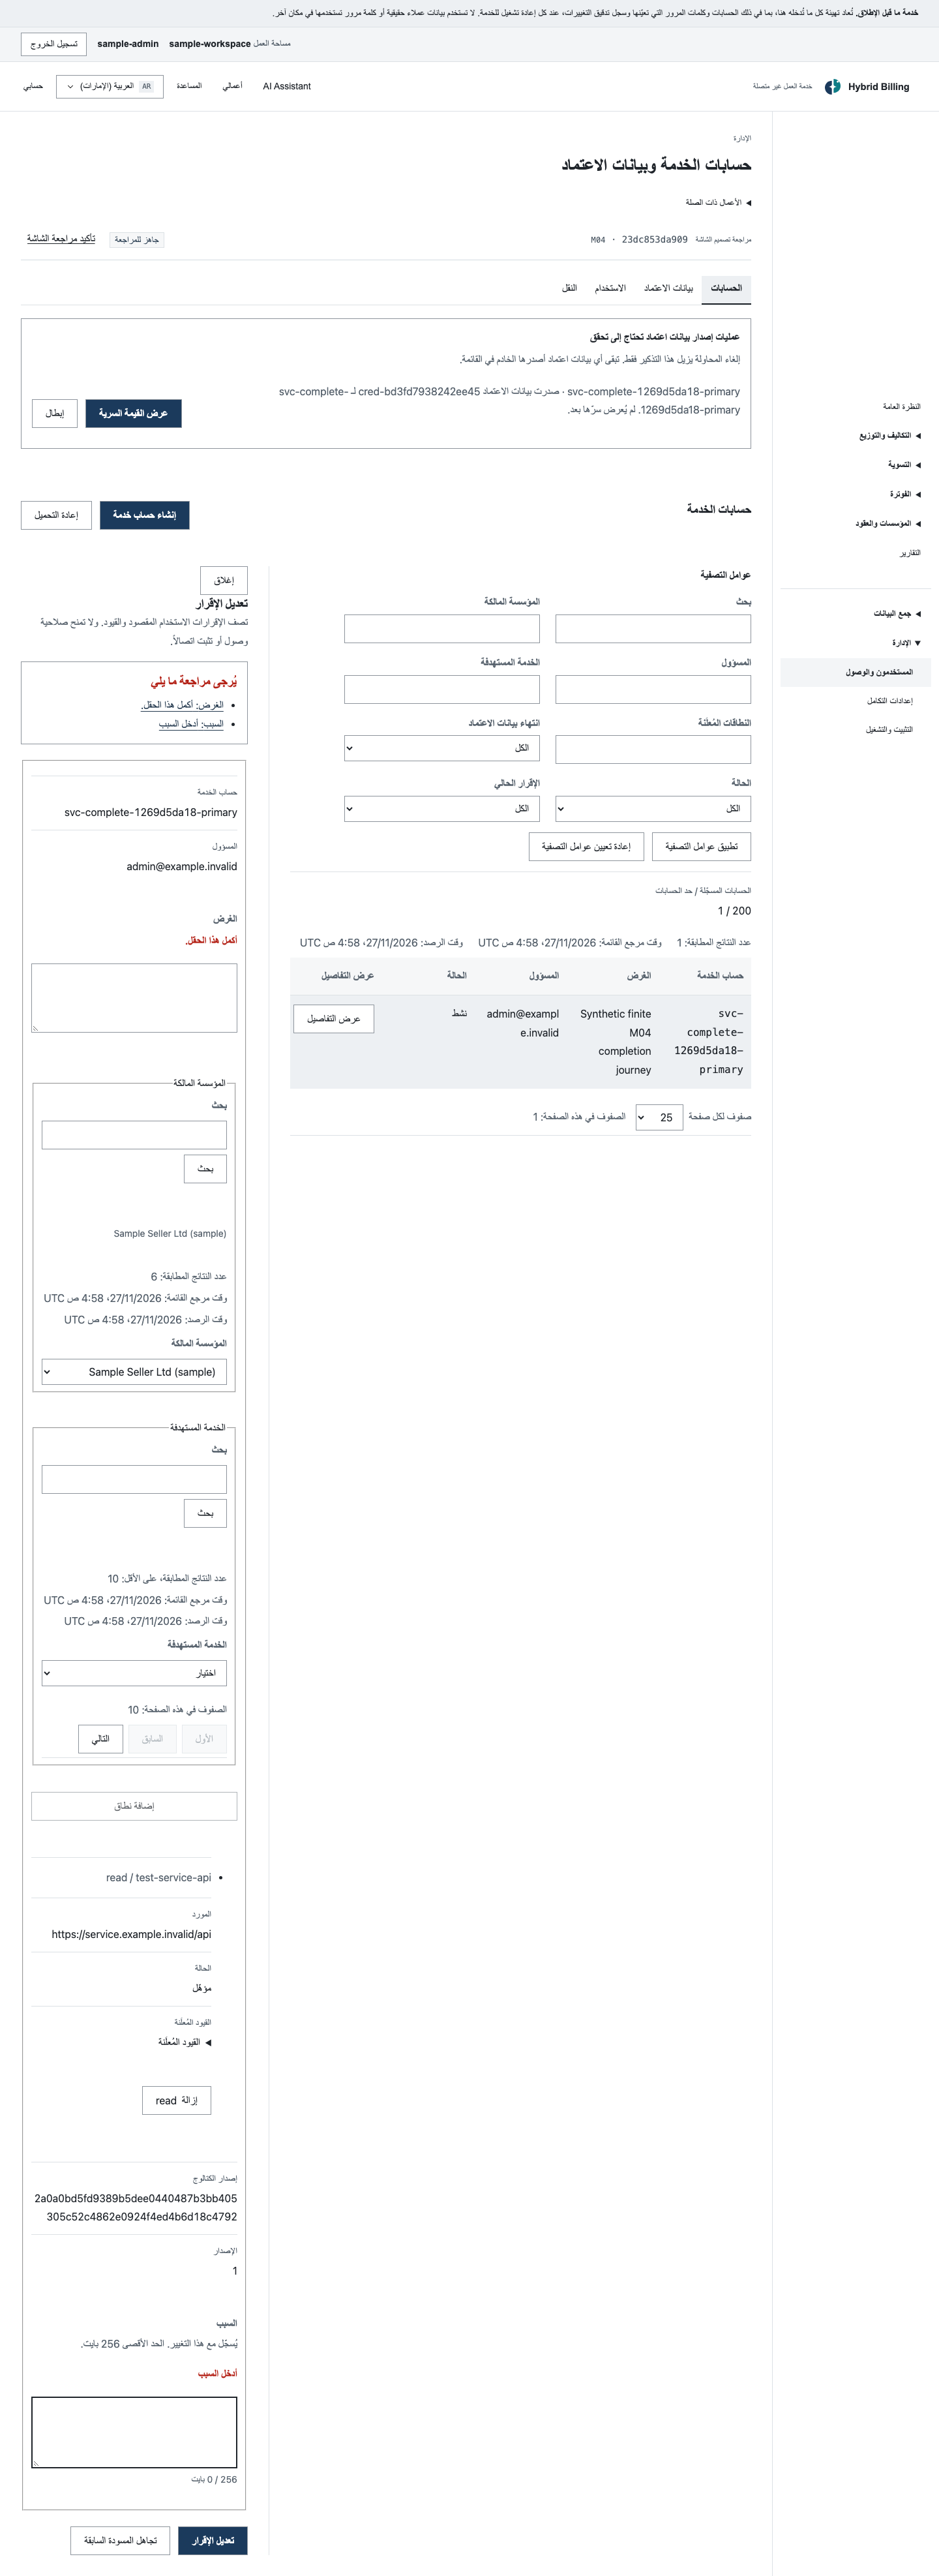 خدمة ما قبل الإطلاق. تُعاد تهيئة كل ما تُدخله هنا، بما في ذلك الحسابات وكلمات المرور التي تعيّنها وسجل تدقيق التغييرات، عند كل إعادة تشغيل للخدمة. لا تستخدم بيانات عملاء حقيقية أو كلمة مرور تستخدمها في مكان آخر.
مساحة العمل sample-workspace sample-admin تسجيل الخروج
Hybrid Billing خدمة العمل غير متصلة AI Assistant أعمالي المساعدة AR العربية (الإمارات) حسابي
النظرة العامة
التكاليف والتوزيع
التسوية
الفوترة
المؤسسات والعقود
التقارير
جمع البيانات
الإدارة
المستخدمون والوصول
إعدادات التكامل
التثبيت والتشغيل
الإدارة
حسابات الخدمة وبيانات الاعتماد
الأعمال ذات الصلة
مراجعة تصميم الشاشة M04 · 23dc853da909 جاهز للمراجعة تأكيد مراجعة الشاشة
الحسابات بيانات الاعتماد الاستخدام النقل
عمليات إصدار بيانات اعتماد تحتاج إلى تحقق
إلغاء المحاولة يزيل هذا التذكير فقط. تبقى أي بيانات اعتماد أصدرها الخادم في القائمة.
svc-complete-1269d5da18-primary · صدرت بيانات الاعتماد cred-bd3fd7938242ee45 لـ svc-complete-
1269d5da18-primary. لم يُعرض سرّها بعد.
عرض القيمة السرية إبطال
حسابات الخدمة
إنشاء حساب خدمة إعادة التحميل
عوامل التصفية
بحث المؤسسة المالكة
المسؤول الخدمة المستهدفة
النطاقات المُعلَنة انتهاء بيانات الاعتماد
الكل
الحالة الإقرار الحالي
الكل الكل
تطبيق عوامل التصفية إعادة تعيين عوامل التصفية
الحسابات المسجّلة / حد الحسابات
1 / 200
عدد النتائج المطابقة: 1 وقت مرجع القائمة: 27/11/2026، 4:58 ص UTC وقت الرصد: 27/11/2026، 4:58 ص UTC
حساب الخدمة الغرض المسؤول الحالة عرض التفاصيل
svc-complete-1269d5da18-primary Synthetic finite M04 completion journey admin@example.invalid نشط عرض التفاصيل
صفوف لكل صفحة 25 الصفوف في هذه الصفحة: 1
إغلاق
تعديل الإقرار
تصف الإقرارات الاستخدام المقصود والقيود. ولا تمنح صلاحية
وصول أو تثبت اتصالاً.
يُرجى مراجعة ما يلي
الغرض: أكمل هذا الحقل.
السبب: أدخل السبب
حساب الخدمة
svc-complete-1269d5da18-primary
المسؤول
admin@example.invalid
الغرض
أكمل هذا الحقل.
المؤسسة المالكة
بحث
بحث
Sample Seller Ltd (sample)
عدد النتائج المطابقة: 6
وقت مرجع القائمة: 27/11/2026، 4:58 ص UTC
وقت الرصد: 27/11/2026، 4:58 ص UTC
المؤسسة المالكة
Sample Seller Ltd (sample)
الخدمة المستهدفة
بحث
بحث
عدد النتائج المطابقة، على الأقل: 10
وقت مرجع القائمة: 27/11/2026، 4:58 ص UTC
وقت الرصد: 27/11/2026، 4:58 ص UTC
الخدمة المستهدفة
اختيار
الصفوف في هذه الصفحة: 10
الأول السابق التالي
إضافة نطاق
read / test-service-api
المورد
https://service.example.invalid/api
الحالة
مؤهّل
القيود المُعلَنة
القيود المُعلَنة
إزالة read
إصدار الكتالوج
2a0a0bd5fd9389b5dee0440487b3bb405
305c52c4862e0924f4ed4b6d18c4792
الإصدار
1
السبب
يُسجَّل مع هذا التغيير. الحد الأقصى 256 بايت.
أدخل السبب
256 / 0 بايت
تعديل الإقرار تجاهل المسودة السابقة